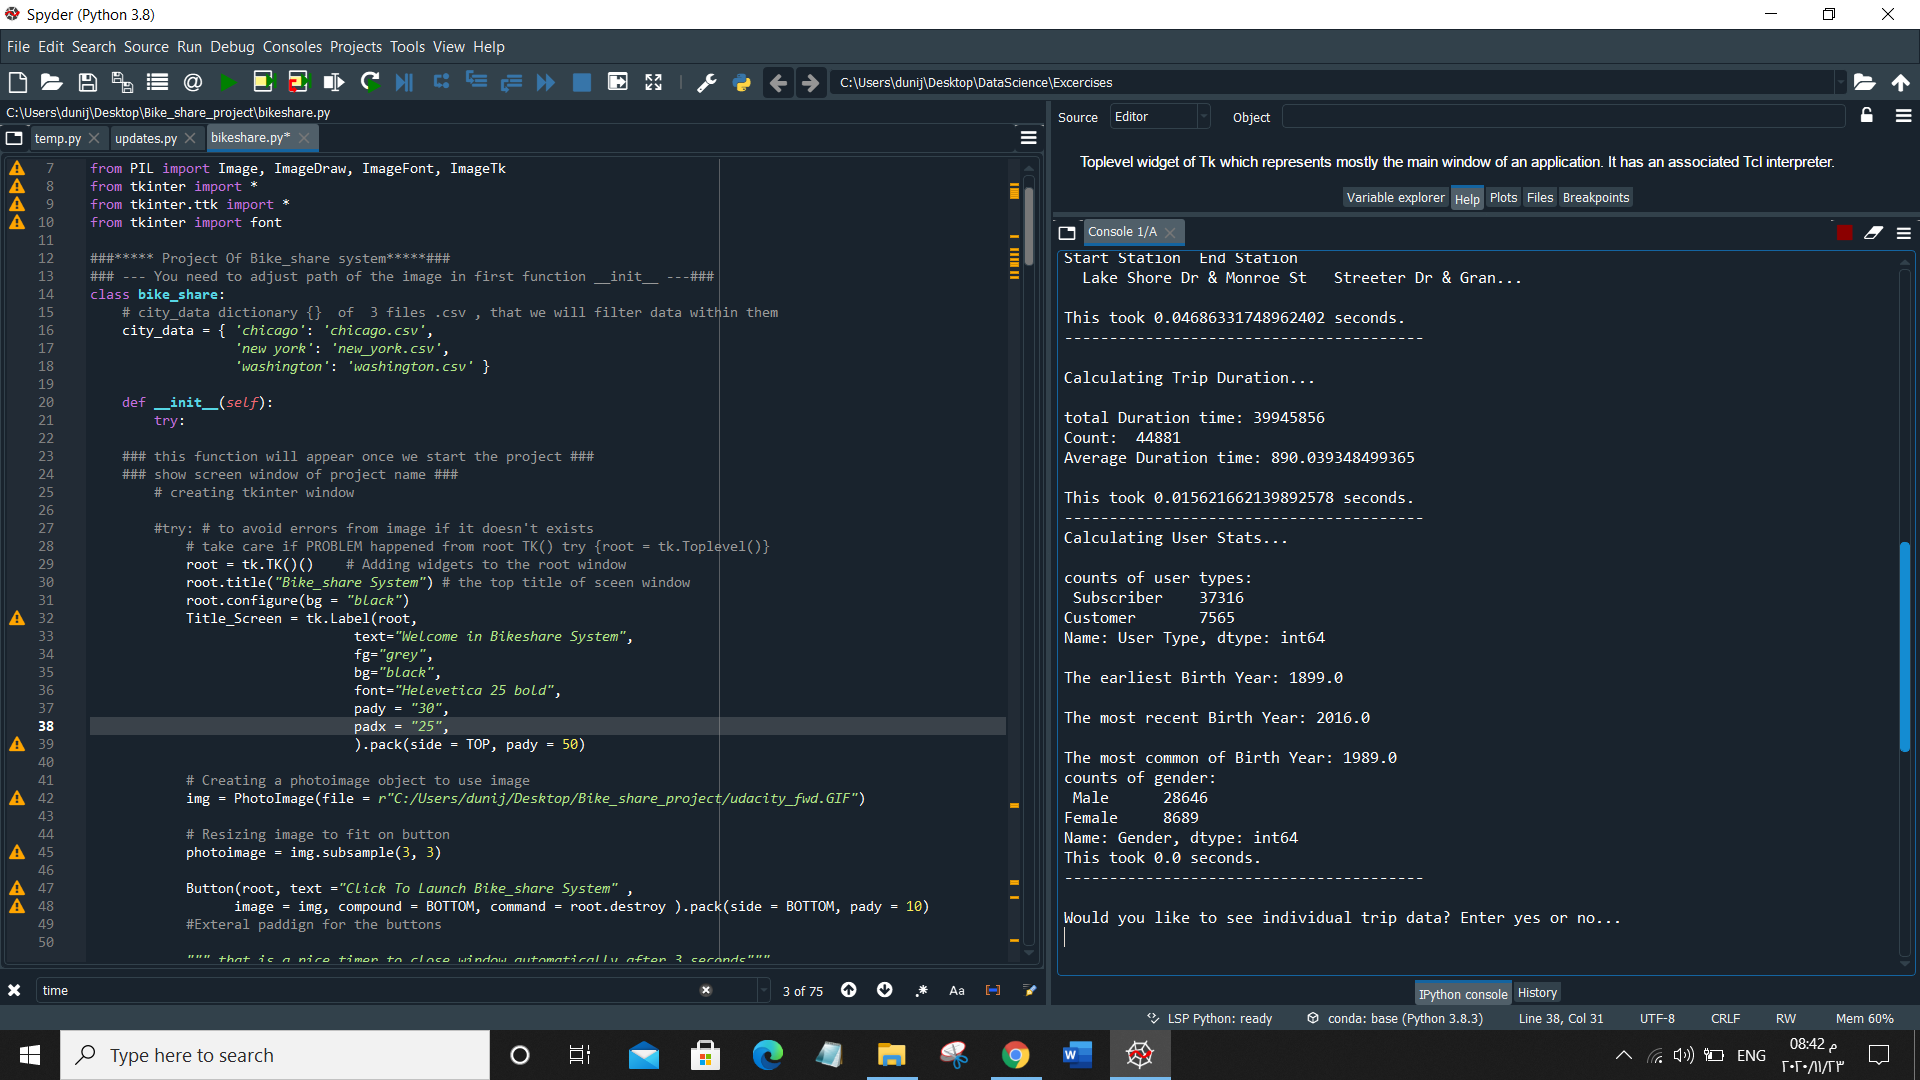 Spyder (Python 3.8)
File Edit Search Source Run Debug Consoles Projects Tools View Help
C:\Users\dunij\Desktop\DataScience\Excercises
C:\Users\dunij\Desktop\Bike_share_project\bikeshare.py
temp.py updates.py bikeshare.py*
7 from PIL import Image, ImageDraw, ImageFont, ImageTk
8 from tkinter import *
9 from tkinter.ttk import *
10 from tkinter import font
11
12 ###***** Project Of Bike_share system*****###
13 ### --- You need to adjust path of the image in first function __init__ ---###
14 class bike_share:
15 # city_data dictionary {} of 3 files .csv , that we will filter data within them
16 city_data = { 'chicago': 'chicago.csv',
17 'new york': 'new_york.csv',
18 'washington': 'washington.csv' }
19
20 def __init__(self):
21 try:
22
23 ### this function will appear once we start the project ###
24 ### show screen window of project name ###
25 # creating tkinter window
26
27 #try: # to avoid errors from image if it doesn't exists
28 # take care if PROBLEM happened from root TK() try {root = tk.Toplevel()}
29 root = tk.TK()() # Adding widgets to the root window
30 root.title("Bike_share System") # the top title of sceen window
31 root.configure(bg = "black")
32 Title_Screen = tk.Label(root,
33 text="Welcome in Bikeshare System",
34 fg="grey",
35 bg="black",
36 font="Helevetica 25 bold",
37 pady = "30",
38 padx = "25",
39 ).pack(side = TOP, pady = 50)
40
41 # Creating a photoimage object to use image
42 img = PhotoImage(file = r"C:/Users/dunij/Desktop/Bike_share_project/udacity_fwd.GIF")
43
44 # Resizing image to fit on button
45 photoimage = img.subsample(3, 3)
46
47 Button(root, text ="Click To Launch Bike_share System" ,
48 image = img, compound = BOTTOM, command = root.destroy ).pack(side = BOTTOM, pady = 10)
49 #Exteral paddign for the buttons
50
""" that is a nice timer to close window automatically after 3 seconds"""
time
3 of 75
Aa
Source Editor Object
Toplevel widget of Tk which represents mostly the main window of an application. It has an associated Tcl interpreter.
Variable explorer Help Plots Files Breakpoints
Console 1/A
Start Station End Station
Lake Shore Dr & Monroe St Streeter Dr & Gran...
This took 0.04686331748962402 seconds.
----------------------------------------
Calculating Trip Duration...
total Duration time: 39945856
Count: 44881
Average Duration time: 890.039348499365
This took 0.015621662139892578 seconds.
----------------------------------------
Calculating User Stats...
counts of user types:
Subscriber 37316
Customer 7565
Name: User Type, dtype: int64
The earliest Birth Year: 1899.0
The most recent Birth Year: 2016.0
The most common of Birth Year: 1989.0
counts of gender:
Male 28646
Female 8689
Name: Gender, dtype: int64
This took 0.0 seconds.
----------------------------------------
Would you like to see individual trip data? Enter yes or no...
IPython console History
LSP Python: ready conda: base (Python 3.8.3) Line 38, Col 31 UTF-8 CRLF RW Mem 60%
Type here to search
ENG
08:42 م
٢٠٢٠/١١/٢٣